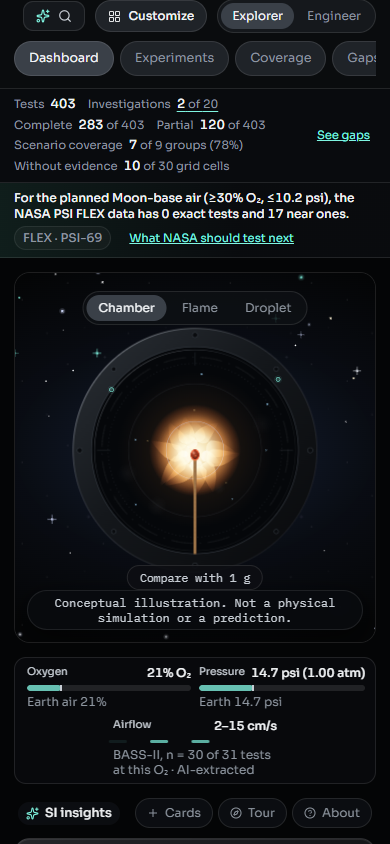 Customize Explorer Engineer
Dashboard Experiments Coverage Gaps
Tests 403 Investigations 2 of 20
Complete 283 of 403 Partial 120 of 403
See gaps
Scenario coverage 7 of 9 groups (78%)
Without evidence 10 of 30 grid cells
For the planned Moon-base air (≥30% O₂, ≤10.2 psi), the
NASA PSI FLEX data has 0 exact tests and 17 near ones.
FLEX · PSI-69 What NASA should test next
Chamber Flame Droplet
Compare with 1 g
Conceptual illustration. Not a physical
simulation or a prediction.
Oxygen 21% O₂ Pressure 14.7 psi (1.00 atm)
Earth air 21% Earth 14.7 psi
Airflow 2–15 cm/s
BASS-II, n = 30 of 31 tests
at this O₂ · AI-extracted
SI insights + Cards Tour About